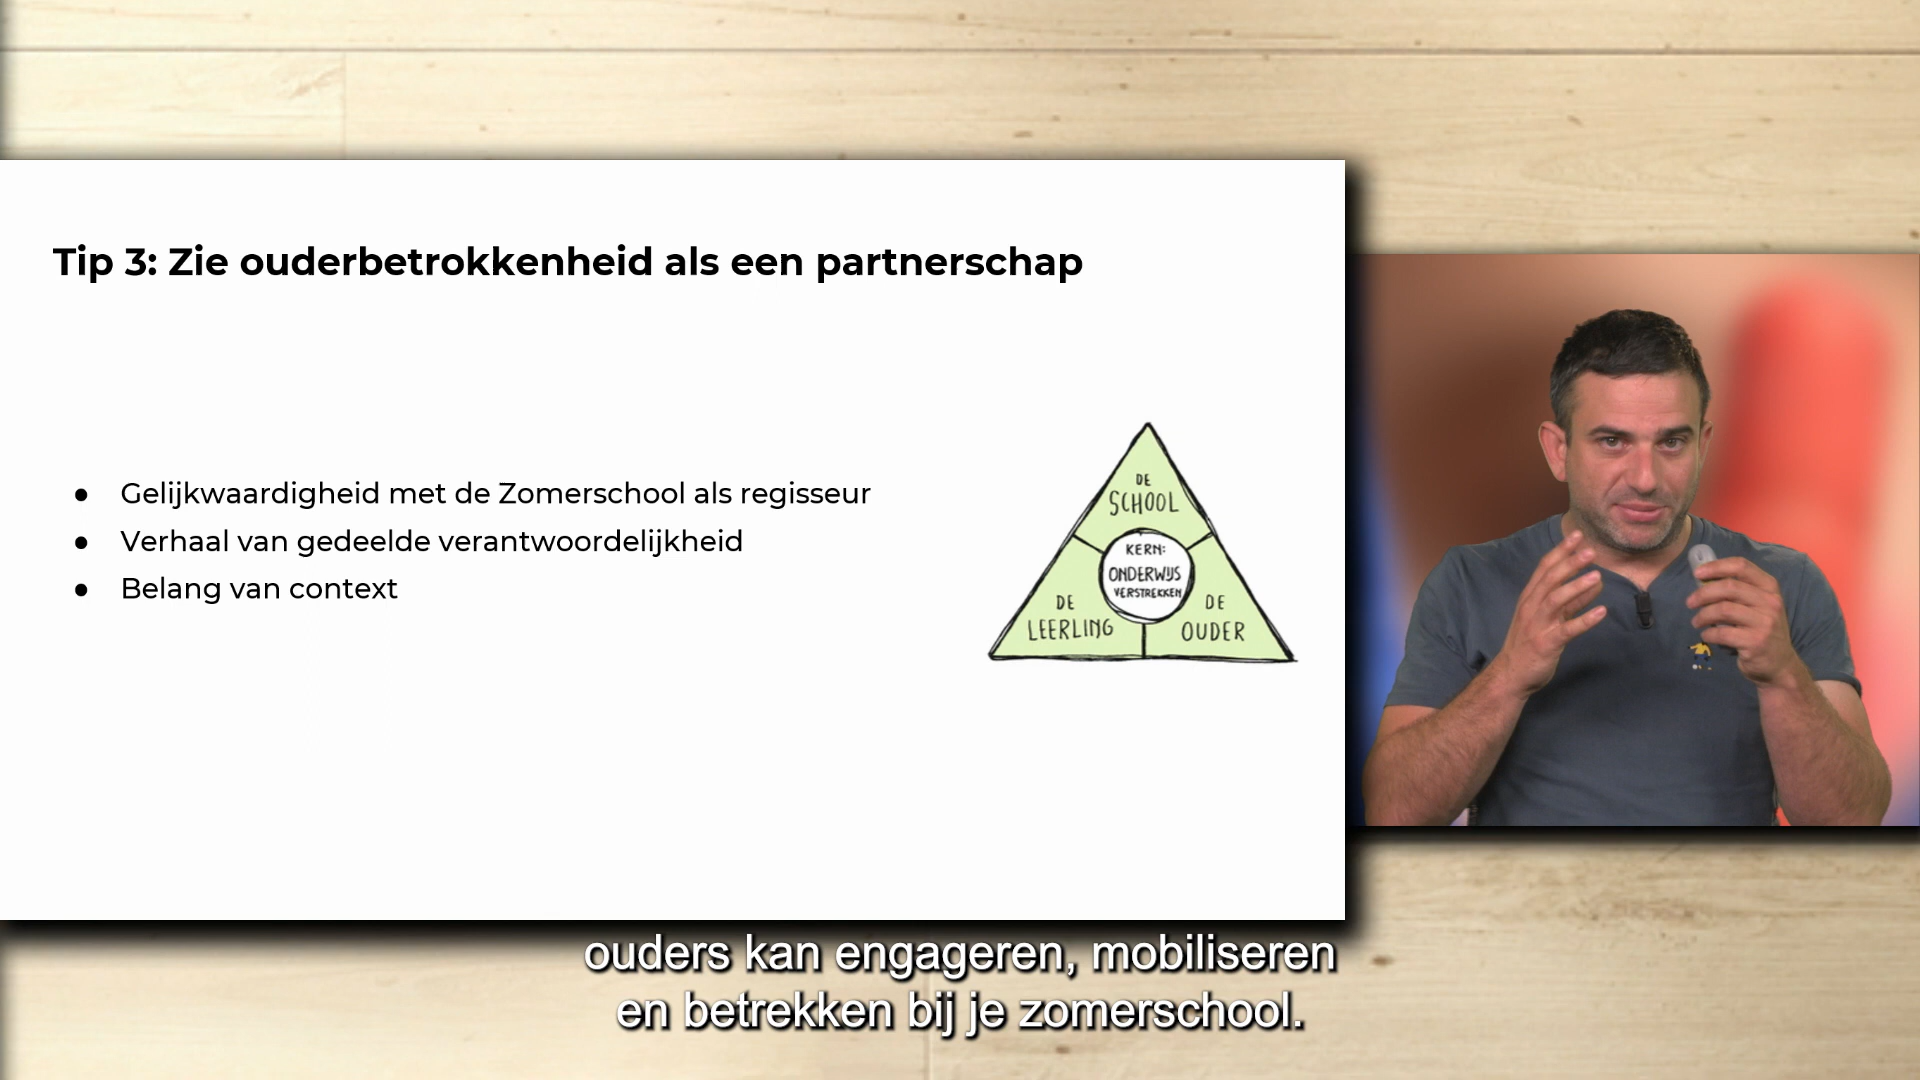 Tip 3: Zie ouderbetrokkenheid als een partnerschap
● Gelijkwaardigheid met de Zomerschool als regisseur
● Verhaal van gedeelde verantwoordelijkheid
● Belang van context
DE
SCHOOL
KERN:
ONDERWIJS
VERSTREKKEN
DE
LEERLING
DE
OUDER
ouders kan engageren, mobiliseren
en betrekken bij je zomerschool.